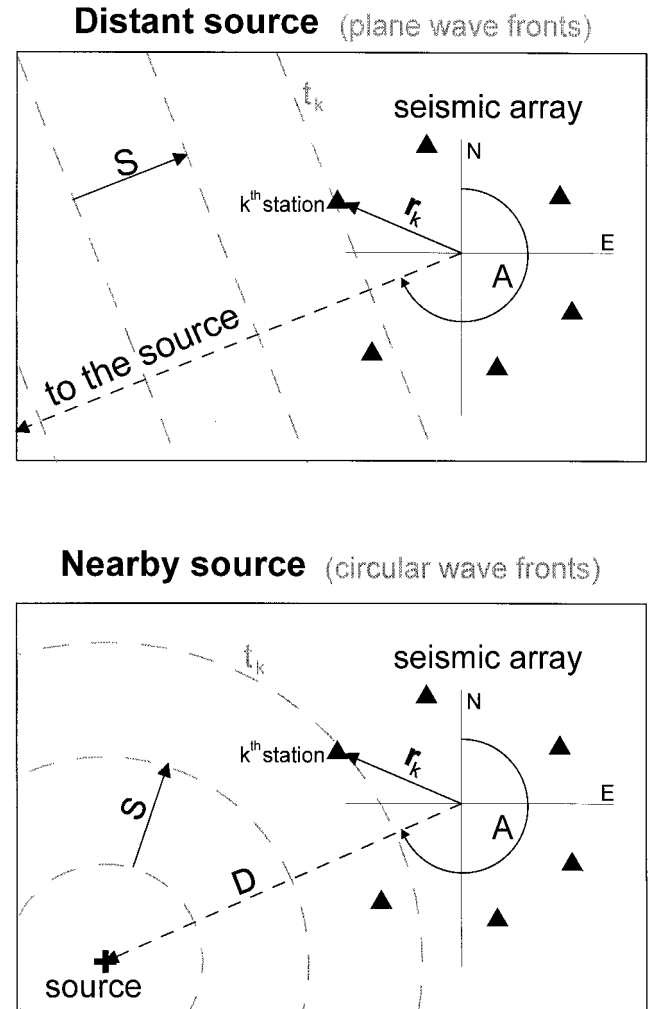 Distant source (plane wave fronts)
tk
seismic array
N
S
kth station
rk
E
A
to the source
Nearby source (circular wave fronts)
tk
seismic array
N
kth station
rk
E
S
A
D
source